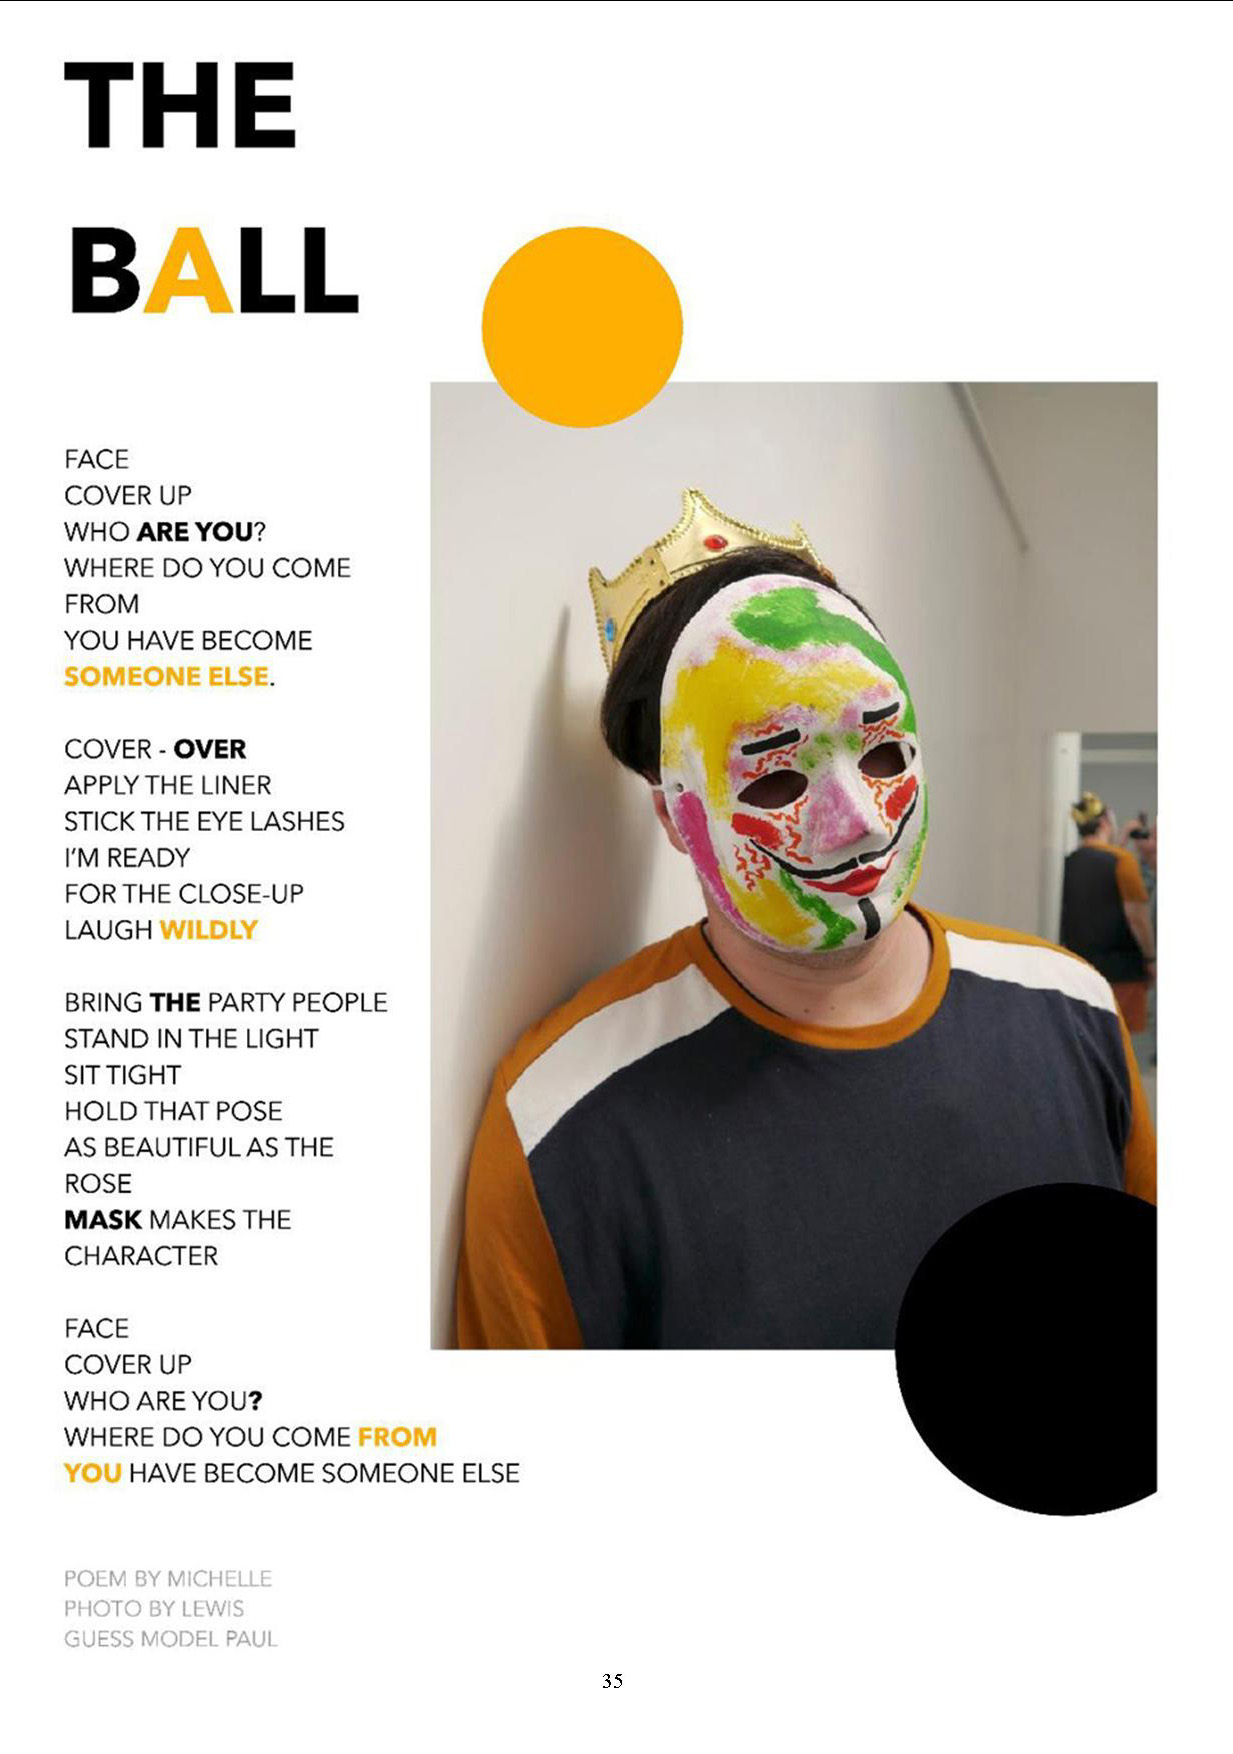 THE
BALL
FACE
COVER UP
WHO ARE YOU?
WHERE DO YOU COME
FROM
YOU HAVE BECOME
SOMEONE ELSE.
COVER - OVER
APPLY THE LINER
STICK THE EYE LASHES
I'M READY
FOR THE CLOSE-UP
LAUGH WILDLY
BRING THE PARTY PEOPLE
STAND IN THE LIGHT
SIT TIGHT
HOLD THAT POSE
AS BEAUTIFUL AS THE
ROSE
MASK MAKES THE
CHARACTER
FACE
COVER UP
WHO ARE YOU?
WHERE DO YOU COME FROM
YOU HAVE BECOME SOMEONE ELSE
POEM BY MICHELLE
PHOTO BY LEWIS
GUESS MODEL PAUL
35